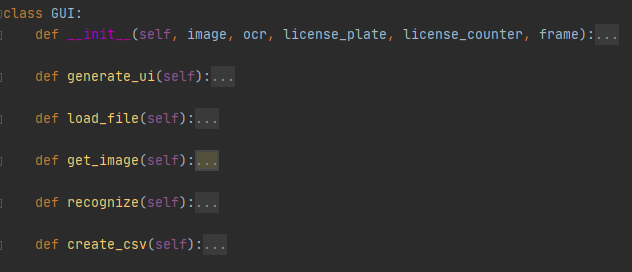 class GUI:
def __init__(self, image, ocr, license_plate, license_counter, frame):...
def generate_ui(self):...
def load_file(self):...
def get_image(self):...
def recognize(self):...
def create_csv(self):...